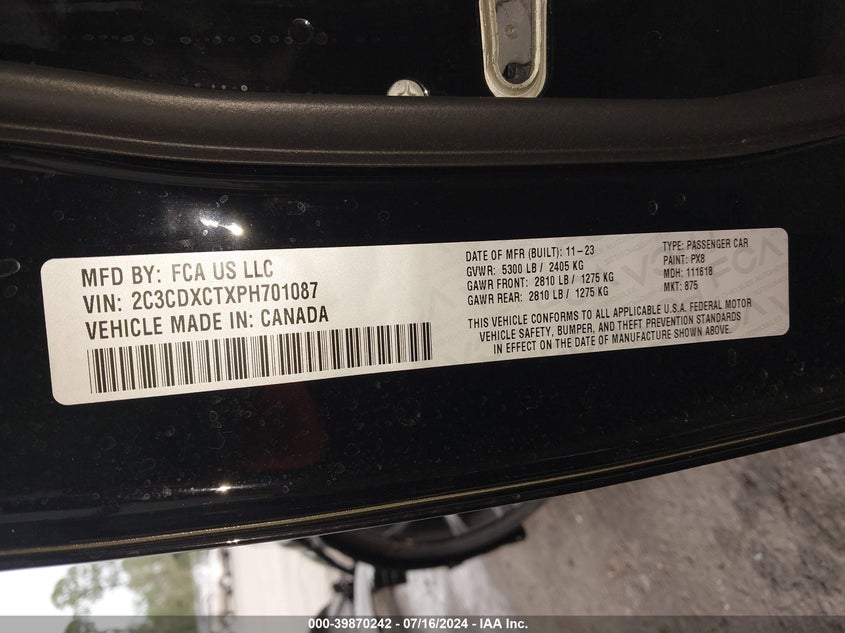 MFD BY: FCA US LLC
VIN: 2C3CDXCTXPH701087
VEHICLE MADE IN: CANADA
DATE OF MFR (BUILT): 11-23
GVWR: 5300 LB / 2405 KG
GAWR FRONT: 2810 LB / 1275 KG
GAWR REAR: 2810 LB / 1275 KG
TYPE: PASSENGER CAR
PAINT: PX8
MDH: 111618
MKT: 875
THIS VEHICLE CONFORMS TO ALL APPLICABLE U.S.A. FEDERAL MOTOR
VEHICLE SAFETY, BUMPER, AND THEFT PREVENTION STANDARDS
IN EFFECT ON THE DATE OF MANUFACTURE SHOWN ABOVE.
000-39870242 - 07/16/2024 - IAA Inc.